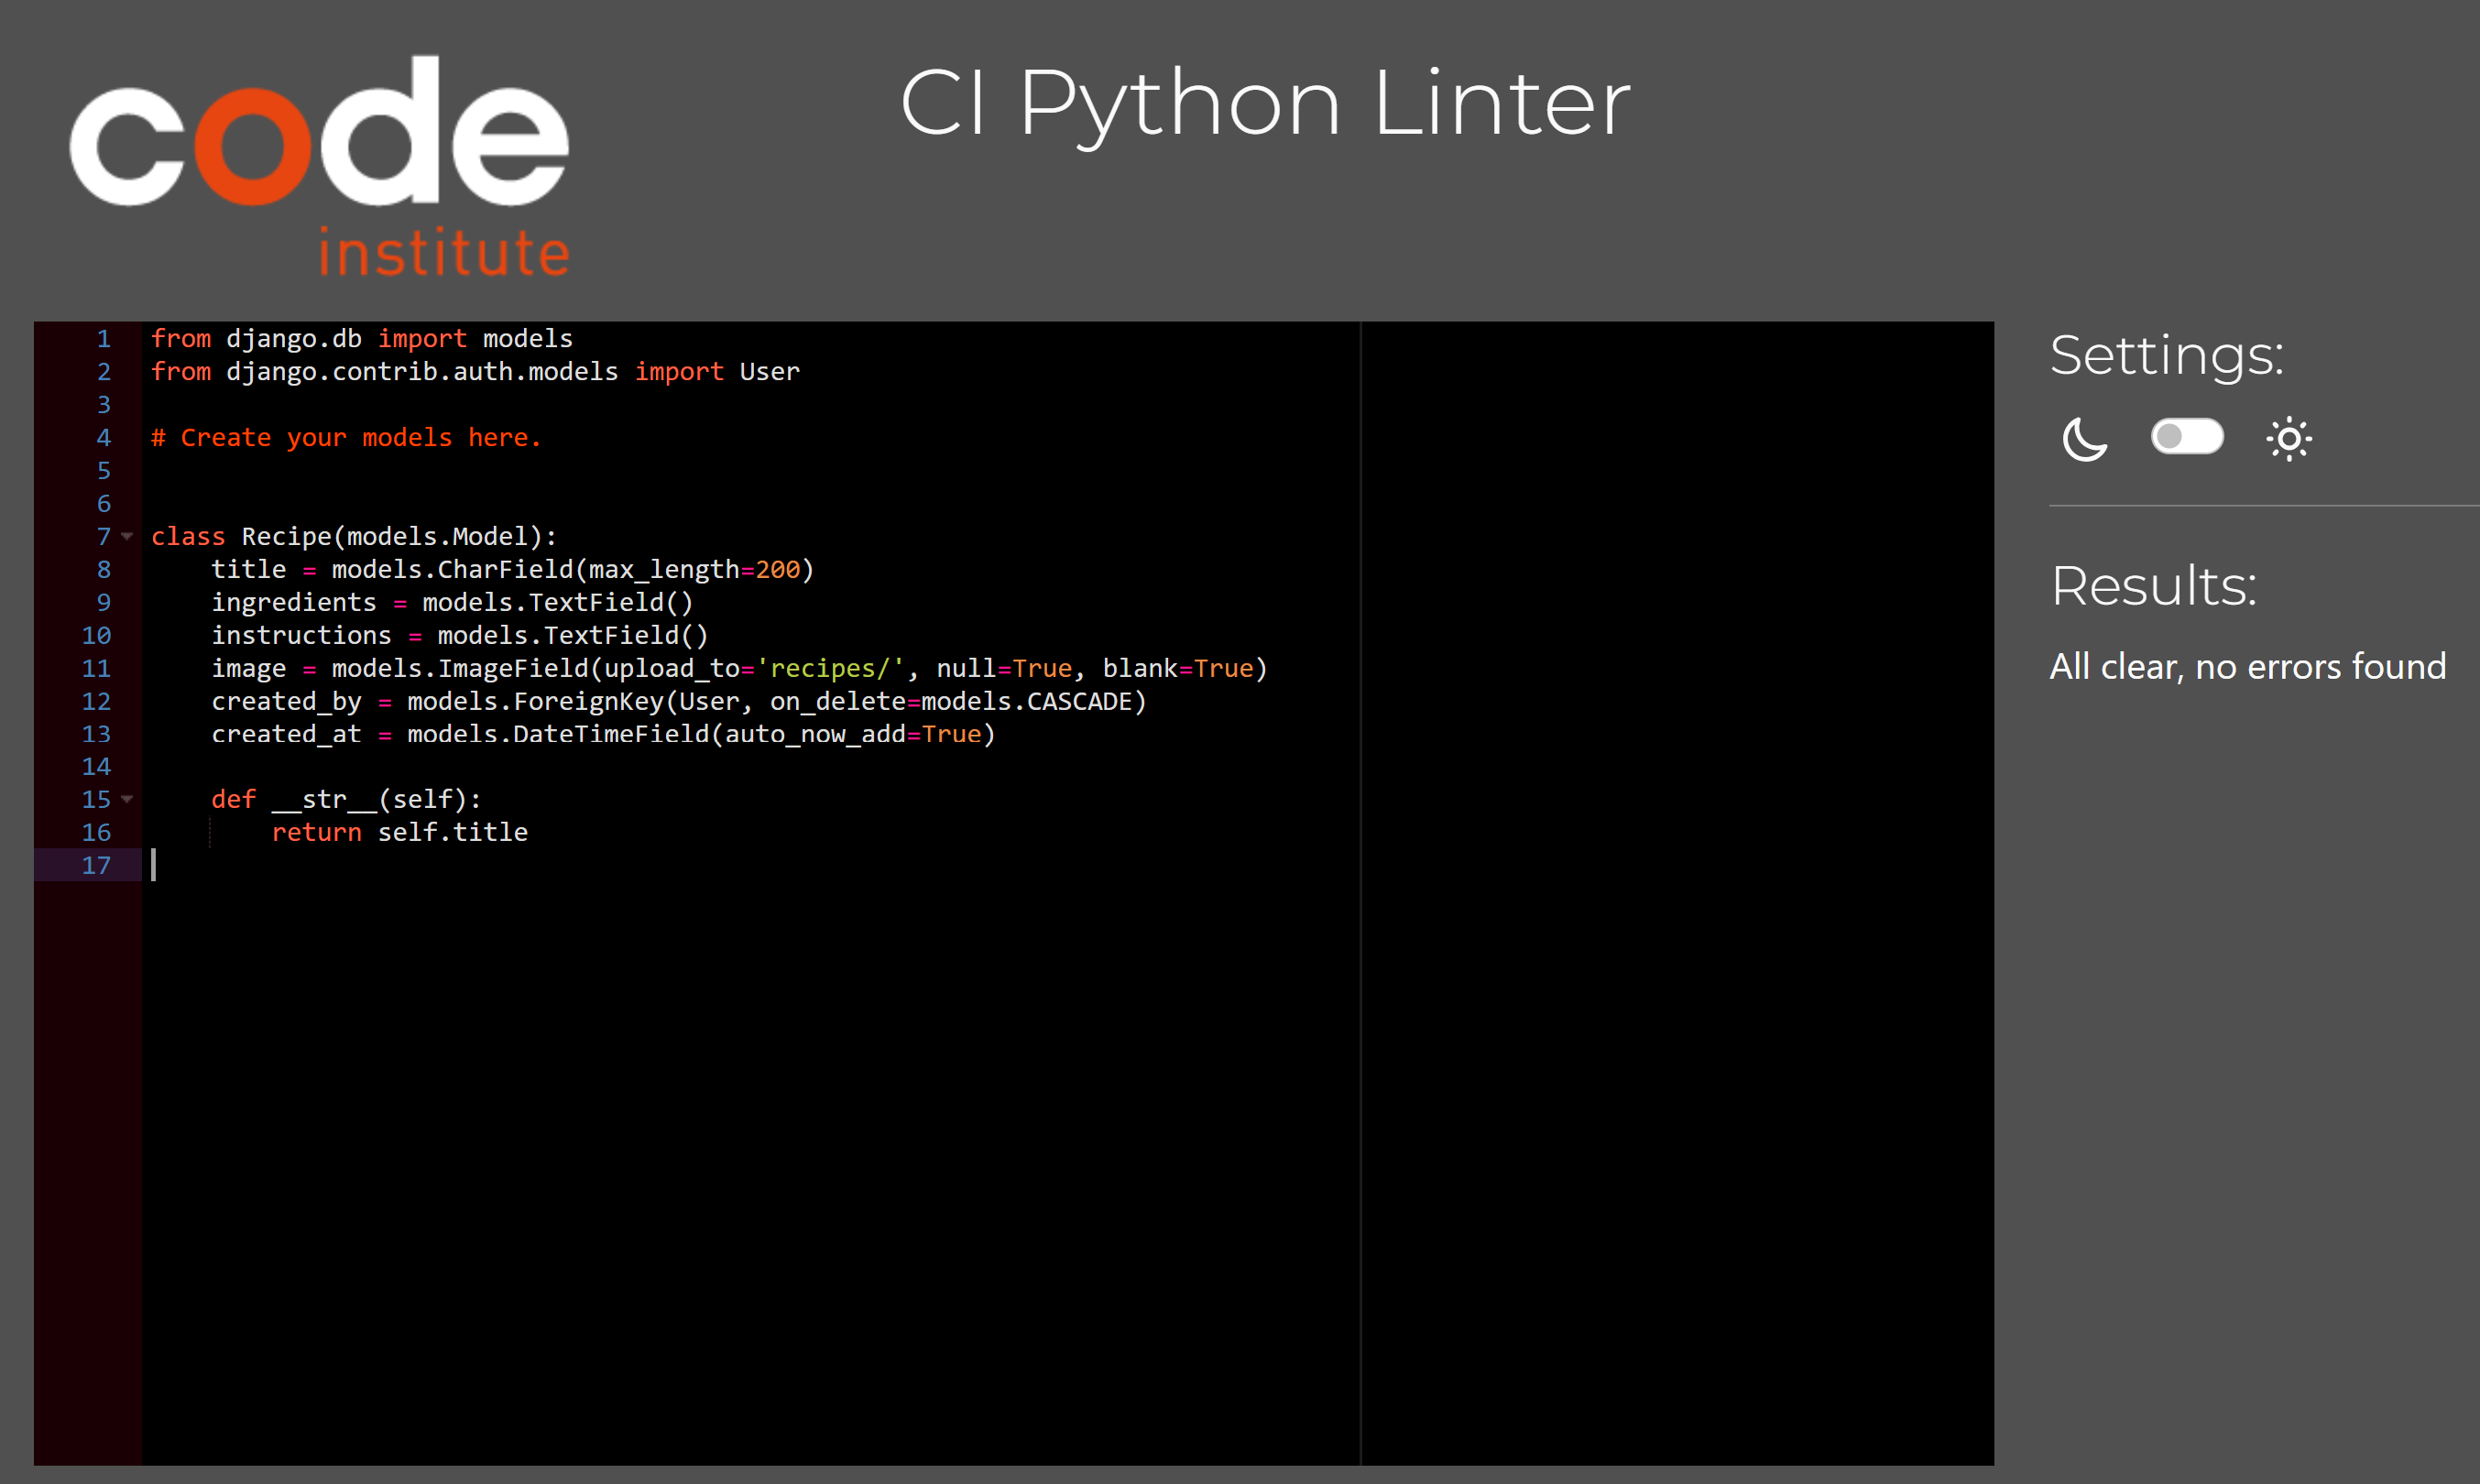 code
institute
CI Python Linter
1 from django.db import models
2 from django.contrib.auth.models import User
3
4 # Create your models here.
5
6
7 class Recipe(models.Model):
8     title = models.CharField(max_length=200)
9     ingredients = models.TextField()
10     instructions = models.TextField()
11     image = models.ImageField(upload_to='recipes/', null=True, blank=True)
12     created_by = models.ForeignKey(User, on_delete=models.CASCADE)
13     created_at = models.DateTimeField(auto_now_add=True)
14
15     def __str__(self):
16         return self.title
17
Settings:
Results:
All clear, no errors found